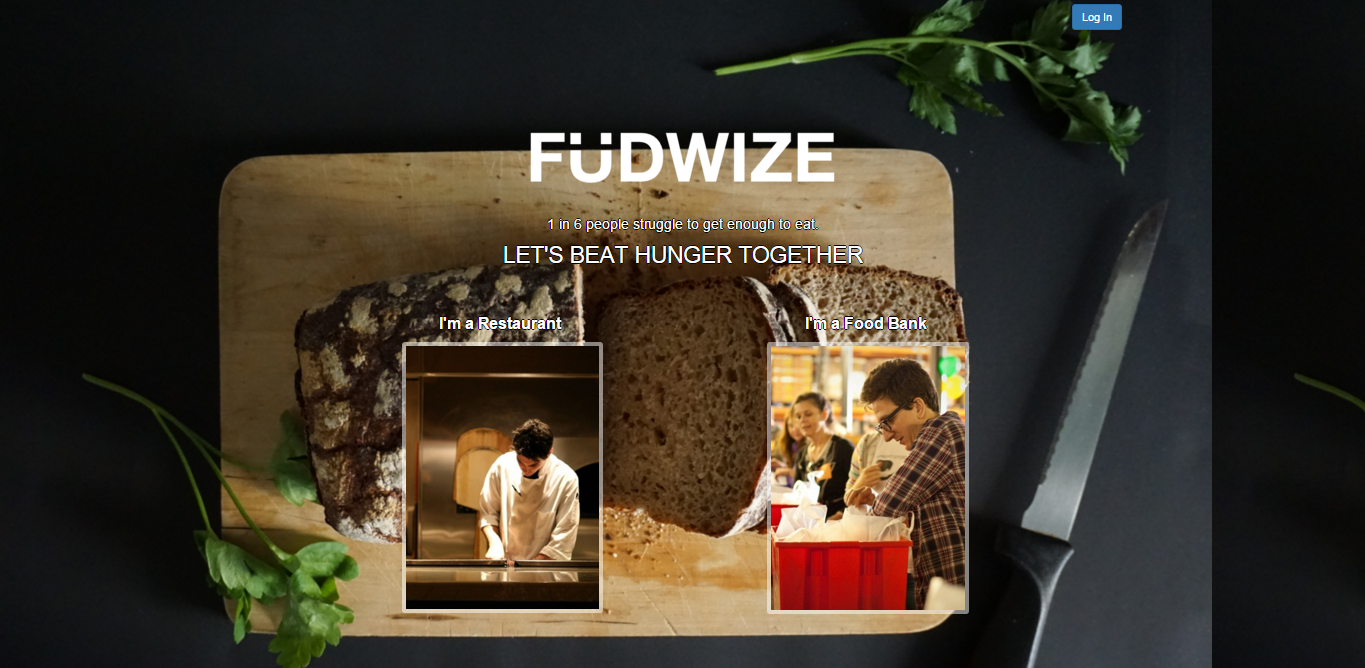 Log In
FÜDWIZE
1 in 6 people struggle to get enough to eat.
LET'S BEAT HUNGER TOGETHER
I'm a Restaurant
I'm a Food Bank